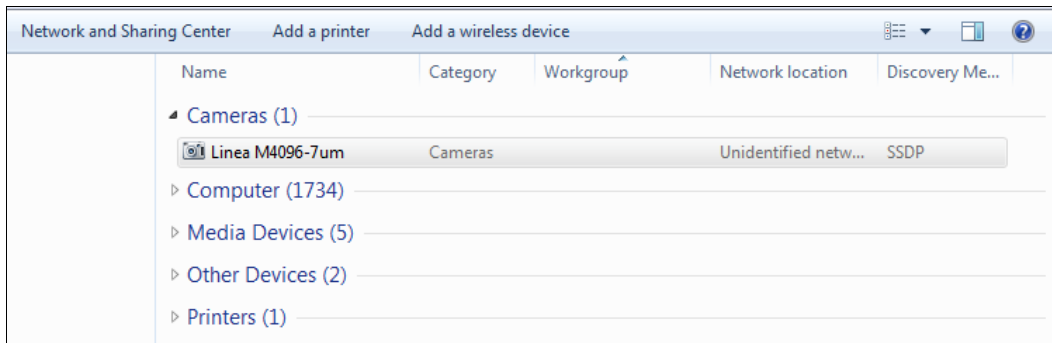 Network and Sharing Center Add a printer Add a wireless device
Name Category Workgroup Network location Discovery Me...
Cameras (1)
Linea M4096-7um Cameras Unidentified netw... SSDP
Computer (1734)
Media Devices (5)
Other Devices (2)
Printers (1)